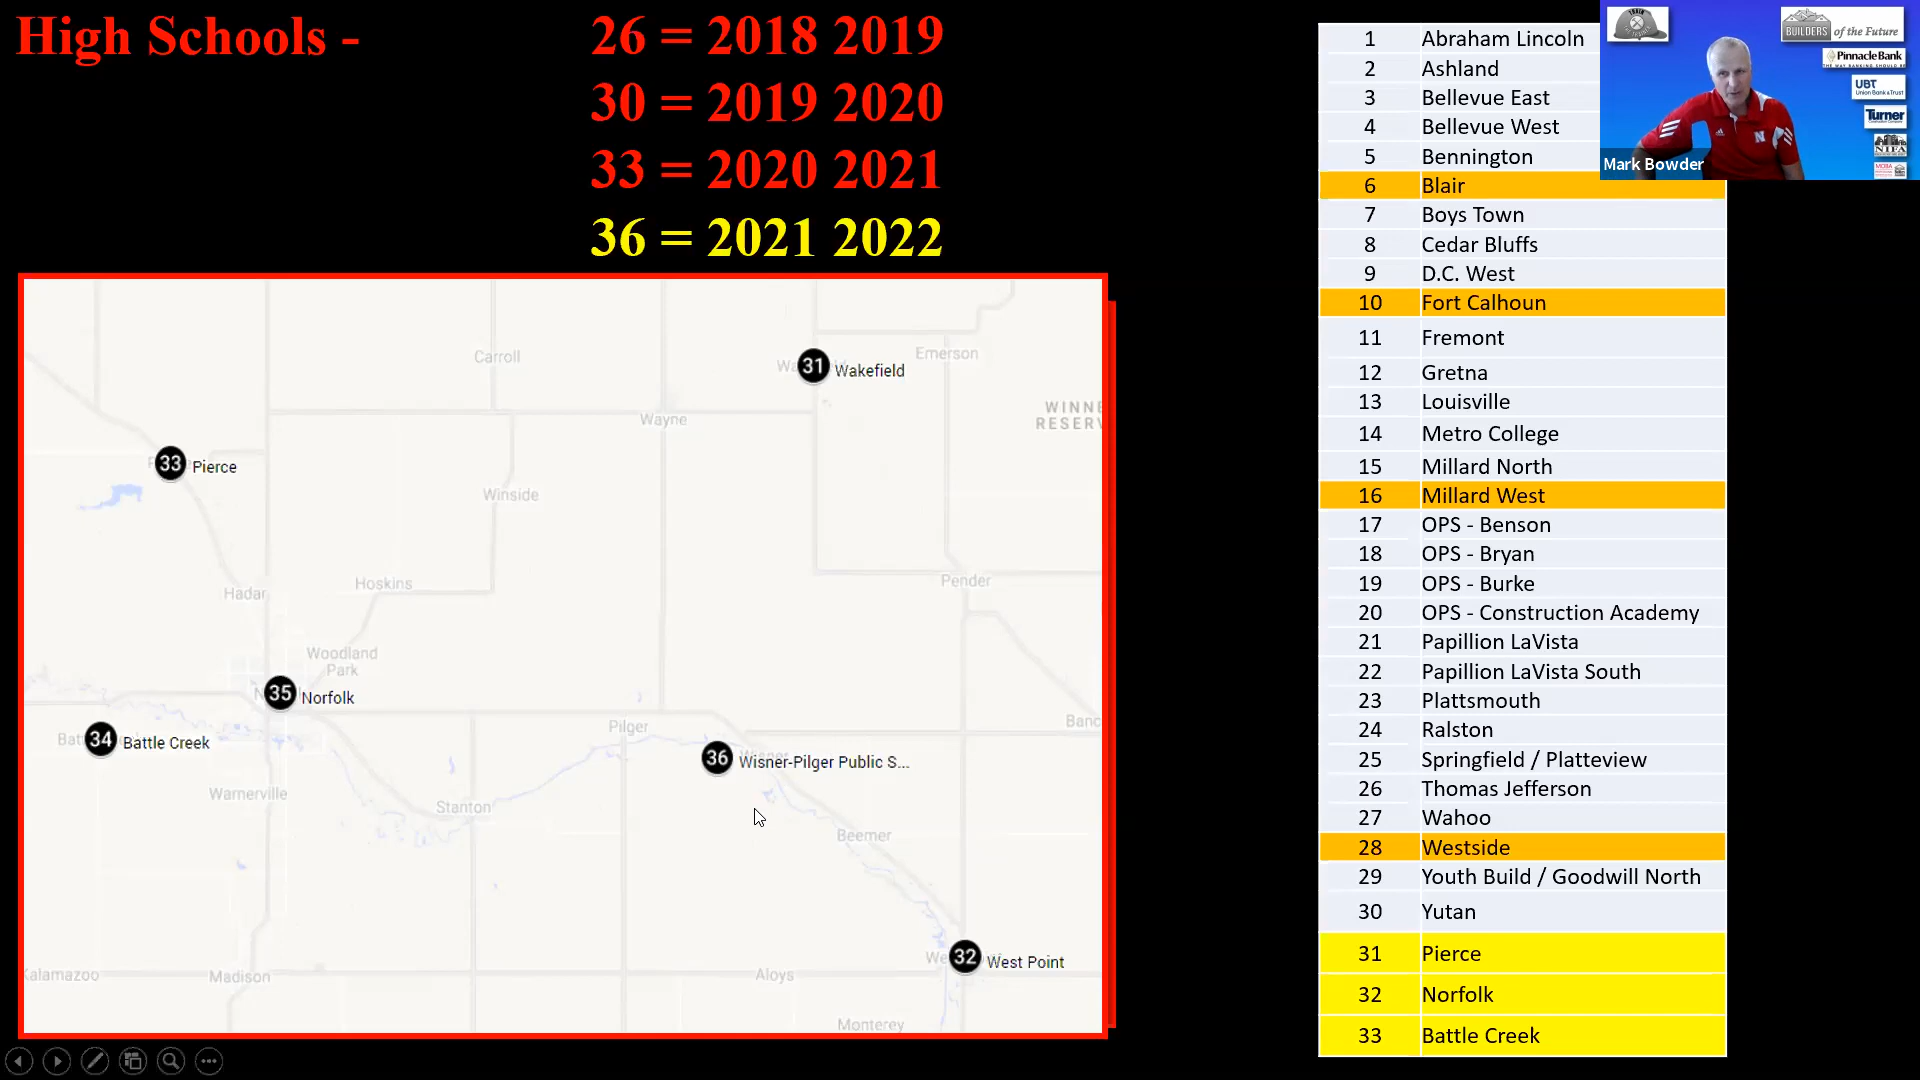 High Schools -
26 = 2018 2019
30 = 2019 2020
33 = 2020 2021
36 = 2021 2022
Carroll
31 Wakefield
Emerson
Wayne
WINNE
RESERV
33 Pierce
Winside
Hoskins
Hadar
Pender
Woodland
Park
35 Norfolk
34 Battle Creek
Pilger
Banc
36 Wisner-Pilger Public S...
Warnerville
Stanton
Beemer
32 West Point
Kalamazoo
Madison
Aloys
Monterey
1 Abraham Lincoln
2 Ashland
3 Bellevue East
4 Bellevue West
5 Bennington
6 Blair
7 Boys Town
8 Cedar Bluffs
9 D.C. West
10 Fort Calhoun
11 Fremont
12 Gretna
13 Louisville
14 Metro College
15 Millard North
16 Millard West
17 OPS - Benson
18 OPS - Bryan
19 OPS - Burke
20 OPS - Construction Academy
21 Papillion LaVista
22 Papillion LaVista South
23 Plattsmouth
24 Ralston
25 Springfield / Platteview
26 Thomas Jefferson
27 Wahoo
28 Westside
29 Youth Build / Goodwill North
30 Yutan
31 Pierce
32 Norfolk
33 Battle Creek
BUILDERS of the Future
Pinnacle Bank
UBT
Union Bank & Trust
Turner
NIFA
N
Mark Bowder